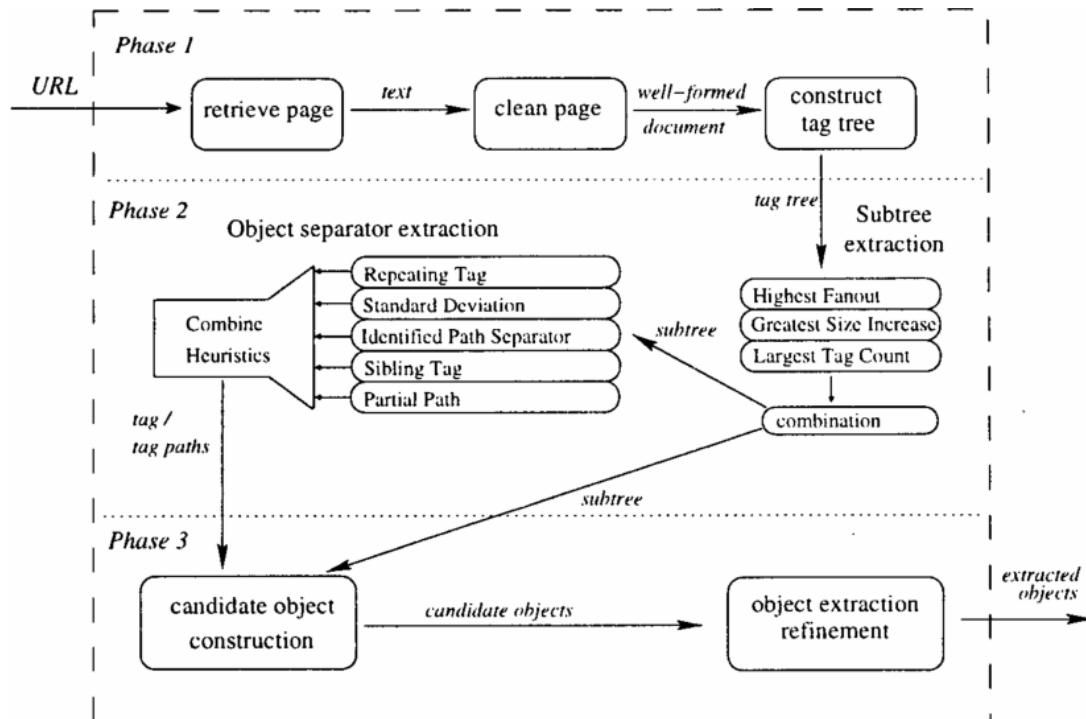 Phase 1
URL
retrieve page
text
clean page
well-formed
document
construct
tag tree
Phase 2
tag tree
Subtree
extraction
Object separator extraction
Repeating Tag
Standard Deviation
Identified Path Separator
Sibling Tag
Partial Path
Combine
Heuristics
subtree
Highest Fanout
Greatest Size Increase
Largest Tag Count
combination
tag /
tag paths
subtree
Phase 3
candidate object
construction
candidate objects
object extraction
refinement
extracted
objects